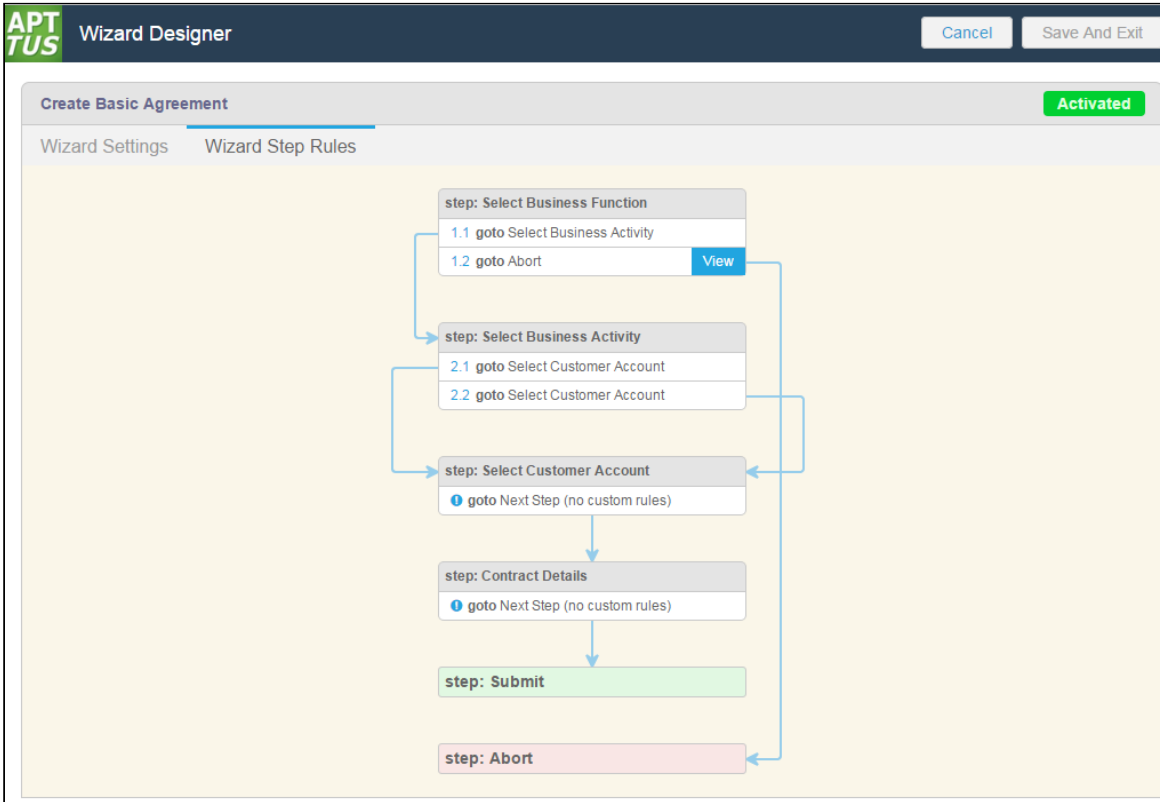 APT
TUS
Wizard Designer
Cancel
Save And Exit
Create Basic Agreement
Activated
Wizard Settings
Wizard Step Rules
step: Select Business Function
1.1 goto Select Business Activity
1.2 goto Abort
View
step: Select Business Activity
2.1 goto Select Customer Account
2.2 goto Select Customer Account
step: Select Customer Account
! goto Next Step (no custom rules)
step: Contract Details
! goto Next Step (no custom rules)
step: Submit
step: Abort